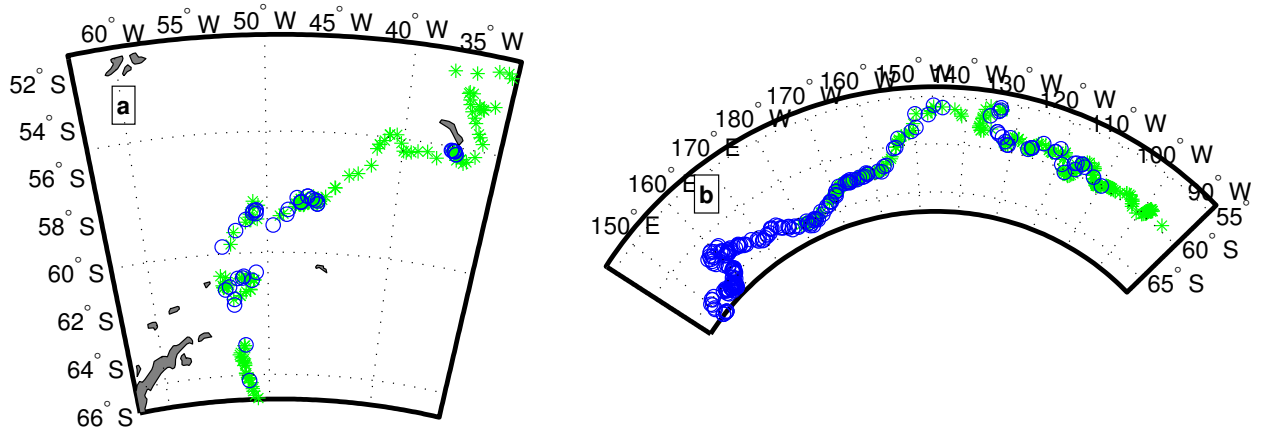 60° W
55° W
50° W
45° W
40° W
35° W
52° S
54° S
56° S
58° S
60° S
62° S
64° S
66° S
a
150° E
160° E
170° E
180° W
170° W
160° W
150° W
140° W
130° W
120° W
110° W
100° W
90° W
55°
60° S
65° S
b